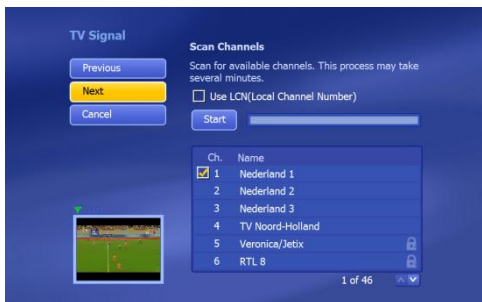 TV Signal
Previous
Next
Cancel
Scan Channels
Scan for available channels. This process may take
several minutes.
Use LCN(Local Channel Number)
Start
Ch. Name
1 Nederland 1
2 Nederland 2
3 Nederland 3
4 TV Noord-Holland
5 Veronica/Jetix
6 RTL 8
1 of 46